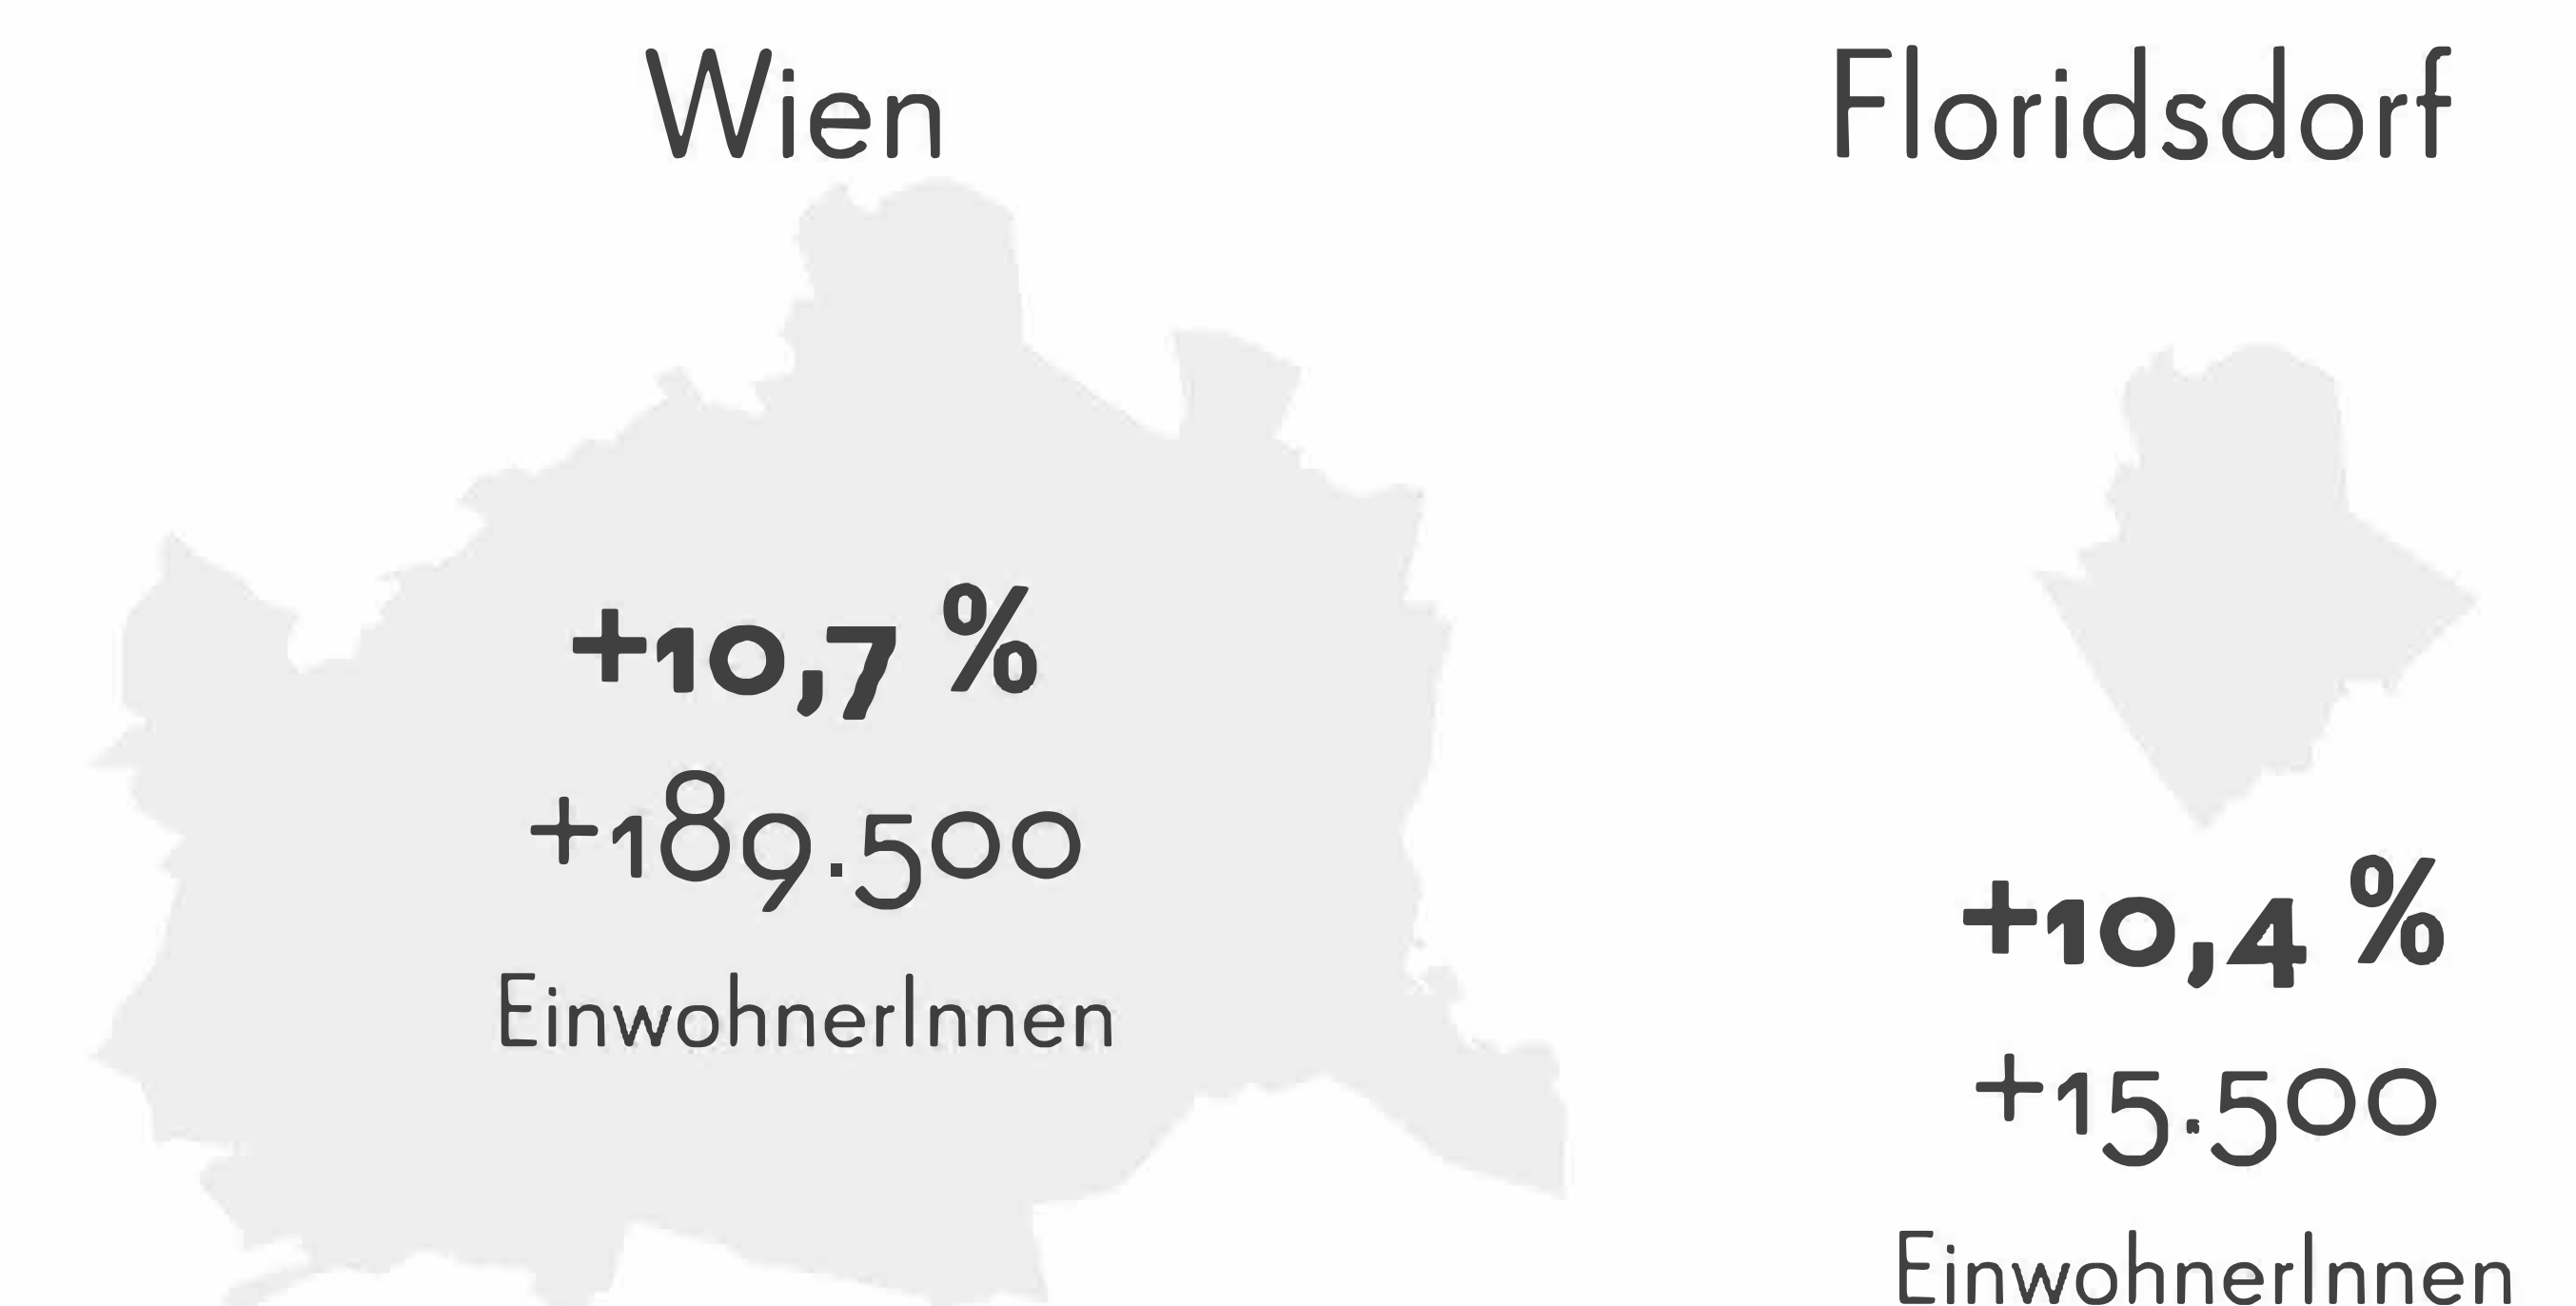 Wien
+10,7 %
+189.500
EinwohnerInnen
Floridsdorf
+10,4 %
+15.500
EinwohnerInnen